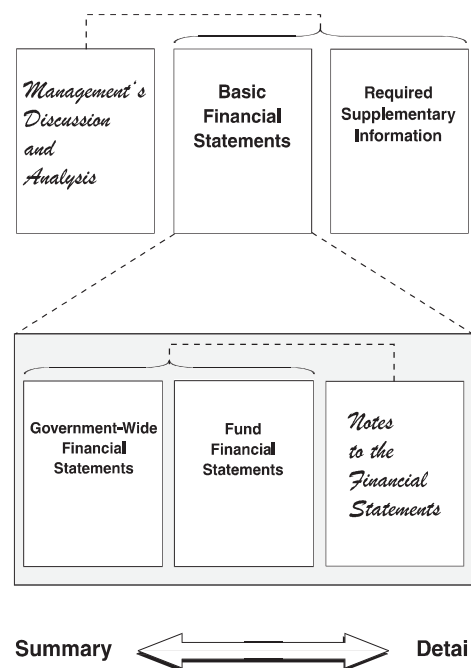 Management's
Discussion
and
Analysis
Basic
Financial
Statements
Required
Supplementary
Information
Government-Wide
Financial
Statements
Fund
Financial
Statements
Notes
to the
Financial
Statements
Summary
Detai